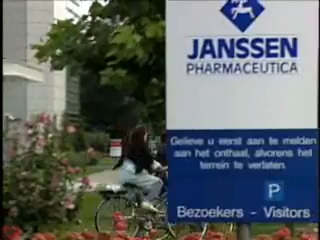 JANSSEN
PHARMACEUTICA
Gelieve u eerst aan te melden
aan het onthaal, alvorens het
terrein te verlaten.
P
Bezoekers - Visitors